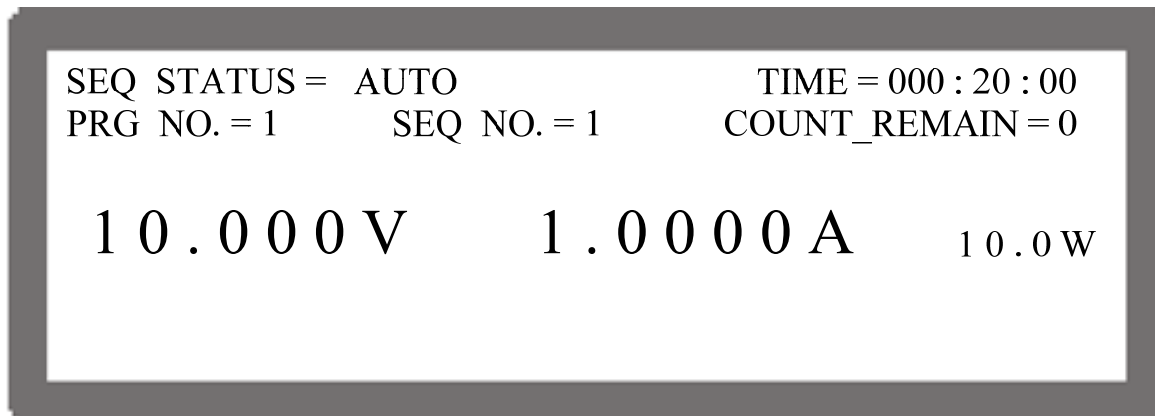 SEQ STATUS = AUTO TIME = 000 : 20 : 00
PRG NO. = 1 SEQ NO. = 1 COUNT_REMAIN = 0
10.000V 1.0000A 10.0W